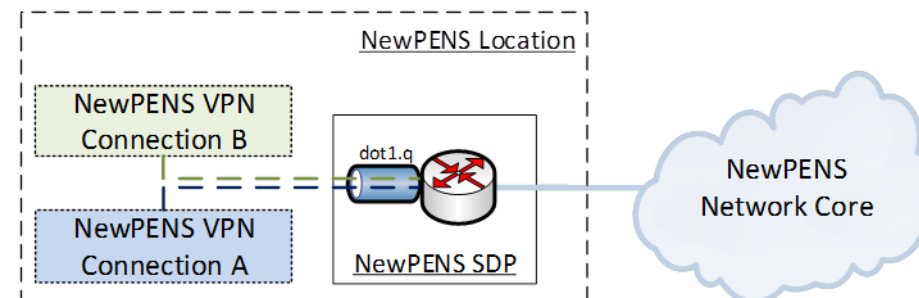 NewPENS Location
NewPENS VPN
Connection B
dot1.q
NewPENS
Network Core
NewPENS VPN
Connection A
NewPENS SDP